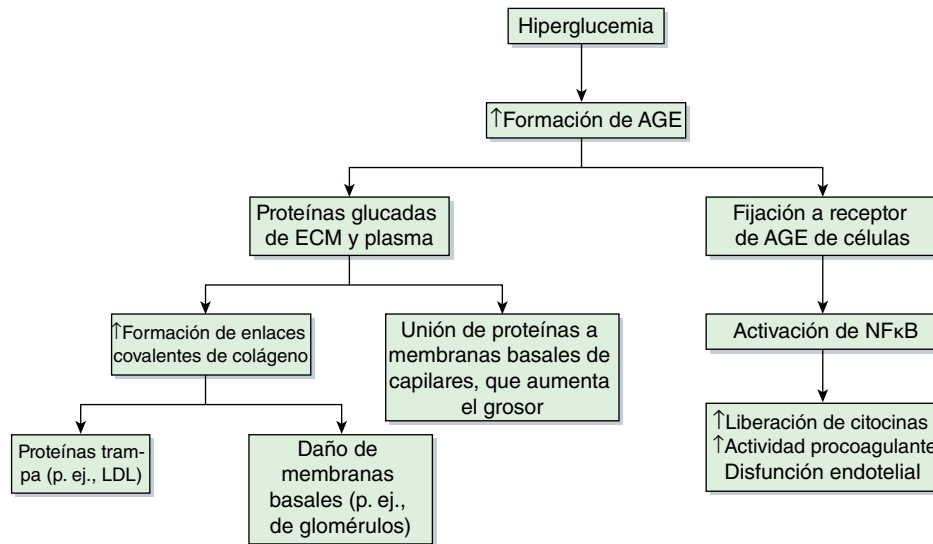 Hiperglucemia
↑Formación de AGE
Proteínas glucadas
de ECM y plasma
Fijación a receptor
de AGE de células
↑Formación de enlaces
covalentes de colágeno
Unión de proteínas a
membranas basales de
capilares, que aumenta
el grosor
Activación de NFκB
Proteínas tram-
pa (p. ej., LDL)
Daño de
membranas
basales (p. ej.,
de glomérulos)
↑Liberación de citocinas
↑Actividad procoagulante
Disfunción endotelial